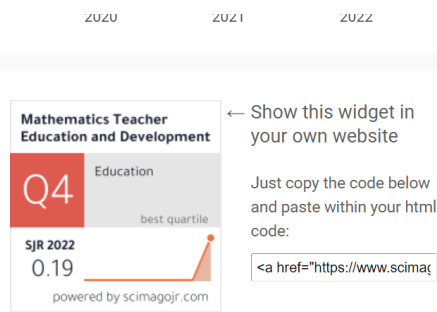 2020 2021 2022
Mathematics Teacher
Education and Development
Q4
Education
best quartile
SJR 2022
0.19
powered by scimagojr.com
← Show this widget in
your own website
Just copy the code below
and paste within your html
code:
<a href="https://www.scimag